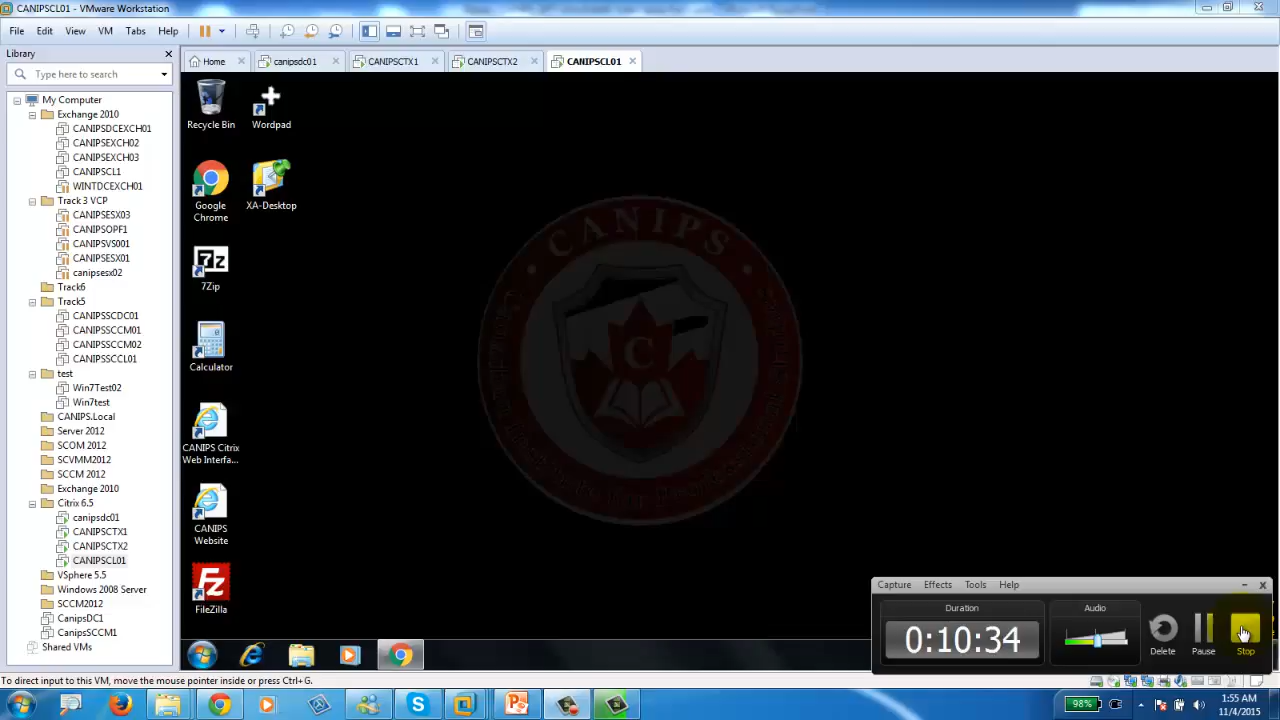 CANIPSCL01 - VMware Workstation
File Edit View VM Tabs Help
Library
Type here to search
My Computer
Exchange 2010
CANIPSDCEXCH01
CANIPSEXCH02
CANIPSEXCH03
CANIPSCL1
WINTDCEXCH01
Track 3 VCP
CANIPSESX03
CANIPSOPF1
CANIPSVS001
CANIPSESX01
canipsesx02
Track6
Track5
CANIPSSCDC01
CANIPSSCCM01
CANIPSSCCM02
CANIPSSCCL01
test
Win7Test02
Win7test
CANIPS.Local
Server 2012
SCOM 2012
SCVMM2012
SCCM 2012
Exchange 2010
Citrix 6.5
canipsdc01
CANIPSCTX1
CANIPSCTX2
CANIPSCL01
VSphere 5.5
Windows 2008 Server
SCCM2012
CanipsDC1
CanipsSCCM1
Shared VMs
Home canipsdc01 CANIPSCTX1 CANIPSCTX2 CANIPSCL01
Recycle Bin
Wordpad
Google
Chrome
XA-Desktop
7z
7Zip
Calculator
CANIPS Citrix
Web Interfa...
CANIPS
Website
Fz
FileZilla
CANIPS
Capture Effects Tools Help
Duration
0:10:34
Audio
Delete Pause Stop
To direct input to this VM, move the mouse pointer inside or press Ctrl+G.
98%
1:55 AM
11/4/2015